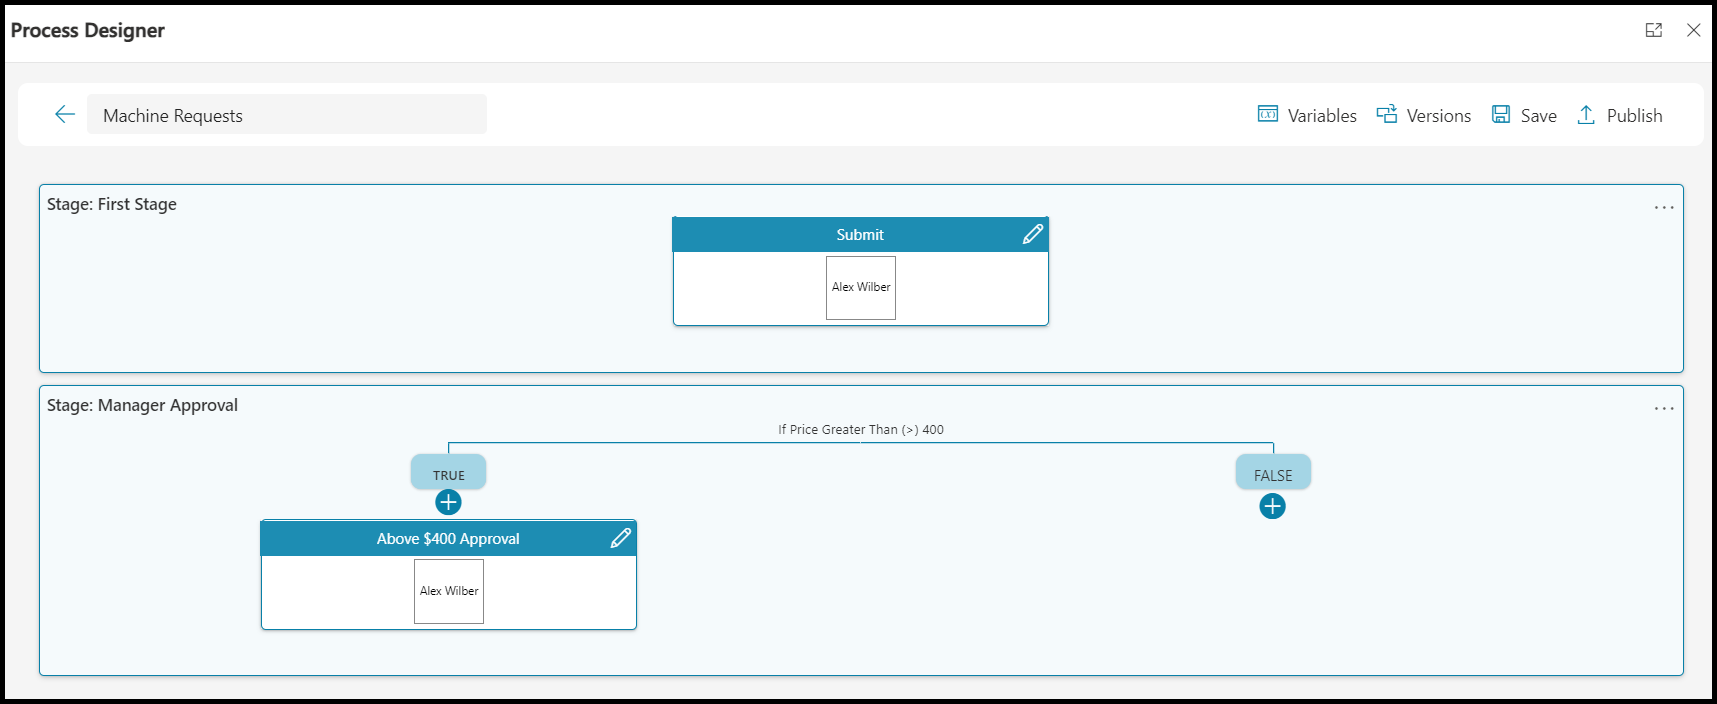 Process Designer
Machine Requests
Variables
Versions
Save
Publish
Stage: First Stage
Submit
Alex Wilber
Stage: Manager Approval
If Price Greater Than (>) 400
TRUE
FALSE
Above $400 Approval
Alex Wilber